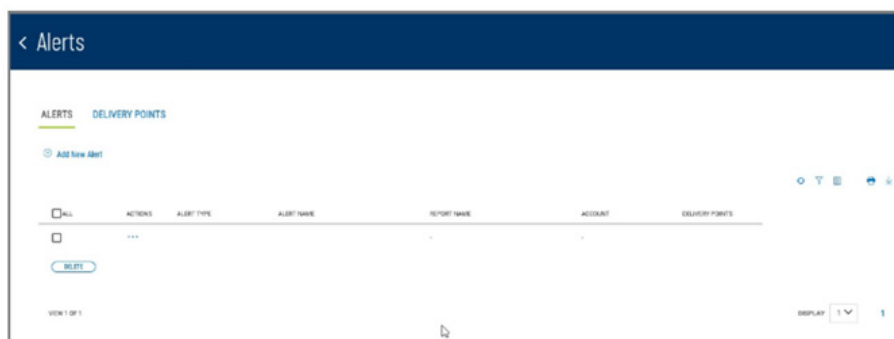 < Alerts
ALERTS DELIVERY POINTS
Add New Alert
ALL ACTIONS ALERT TYPE ALERT NAME REPORT NAME ACCOUNT DELIVERY POINTS
... - -
DELETE
VIEW 1 OF 1 DISPLAY 1 1